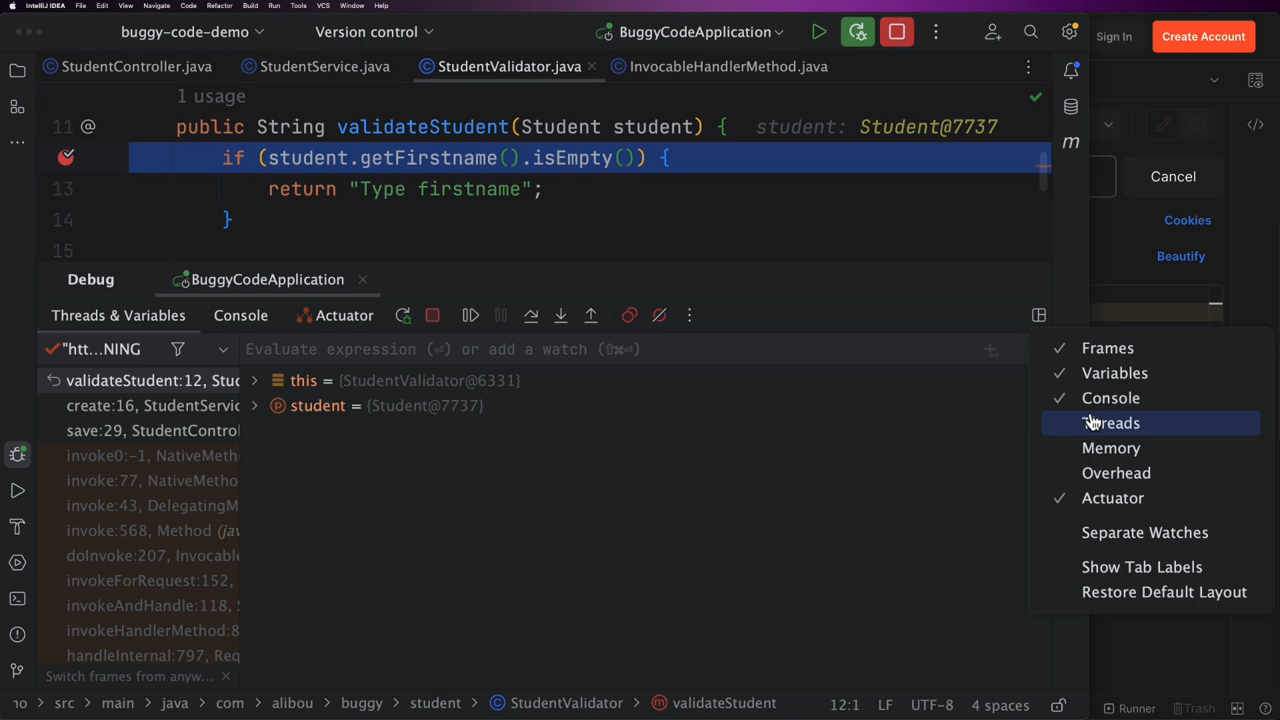 IntelliJ IDEA File Edit View Navigate Code Refactor Build Run Tools VCS Window Help
buggy-code-demo Version control BuggyCodeApplication Sign In Create Account
StudentController.java StudentService.java StudentValidator.java InvocableHandlerMethod.java
1 usage
11 public String validateStudent(Student student) { student: Student@7737
if (student.getFirstname().isEmpty()) {
13 return "Type firstname";
14 }
15
Cancel
Cookies
Beautify
Debug BuggyCodeApplication
Threads & Variables Console Actuator
"htt...NING Evaluate expression (⏎) or add a watch (⇧⌘⏎)
validateStudent:12, Stud this = {StudentValidator@6331}
create:16, StudentServic student = {Student@7737}
save:29, StudentControl
invoke0:-1, NativeMeth
invoke:77, NativeMetho
invoke:43, DelegatingM
invoke:568, Method (jav
doInvoke:207, Invocable
invokeForRequest:152,
invokeAndHandle:118, S
invokeHandlerMethod:8
handleInternal:797, Req
Switch frames from anyw...
Frames
Variables
Console
Threads
Memory
Overhead
Actuator
Separate Watches
Show Tab Labels
Restore Default Layout
src main java com alibou buggy student StudentValidator validateStudent 12:1 LF UTF-8 4 spaces
Runner Trash